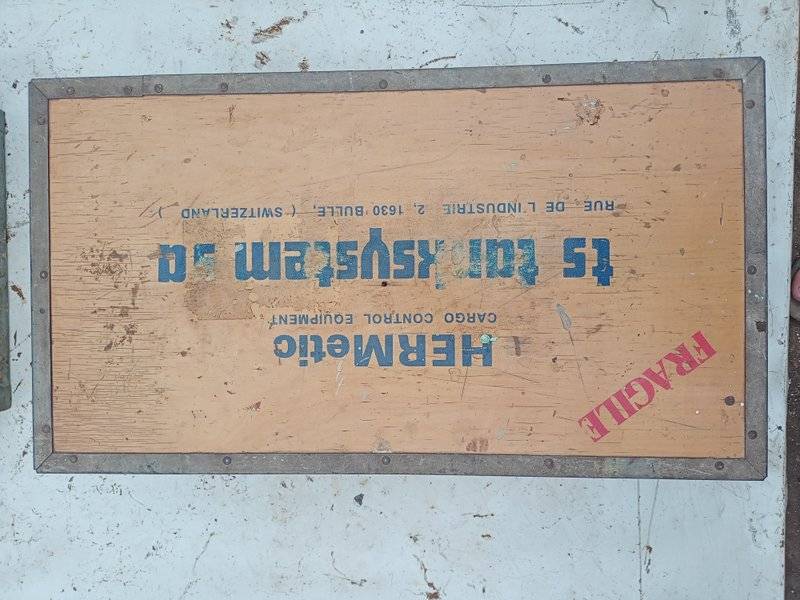 HERMetic
CARGO CONTROL EQUIPMENT
ts tanksystem sa
RUE DE L'INDUSTRIE 2, 1630 BULLE, ( SWITZERLAND )
FRAGILE